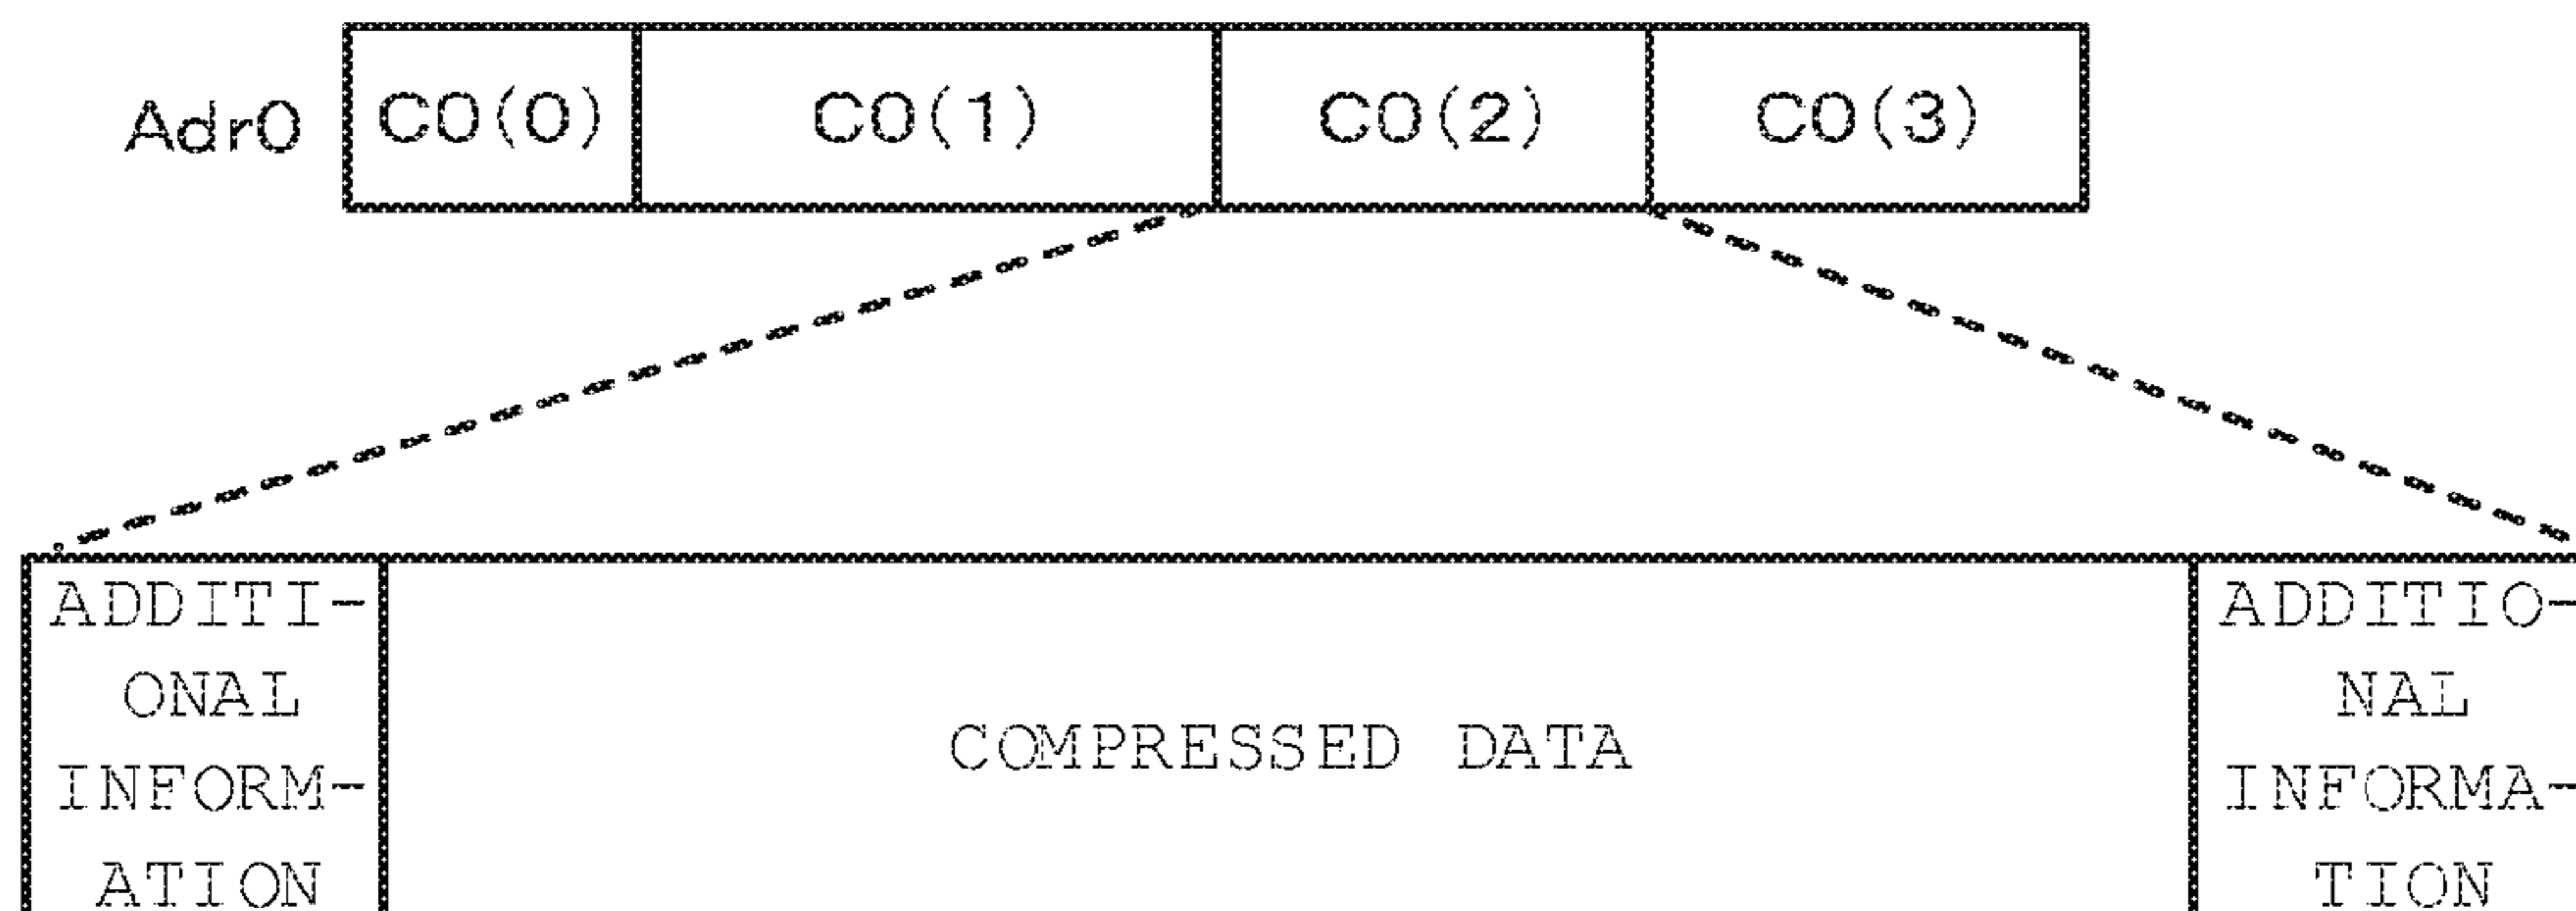 Adr0 C0(0) C0(1) C0(2) C0(3)
ADDITI-
ONAL
INFORM-
ATION
COMPRESSED DATA
ADDITIO-
NAL
INFORMA-
TION